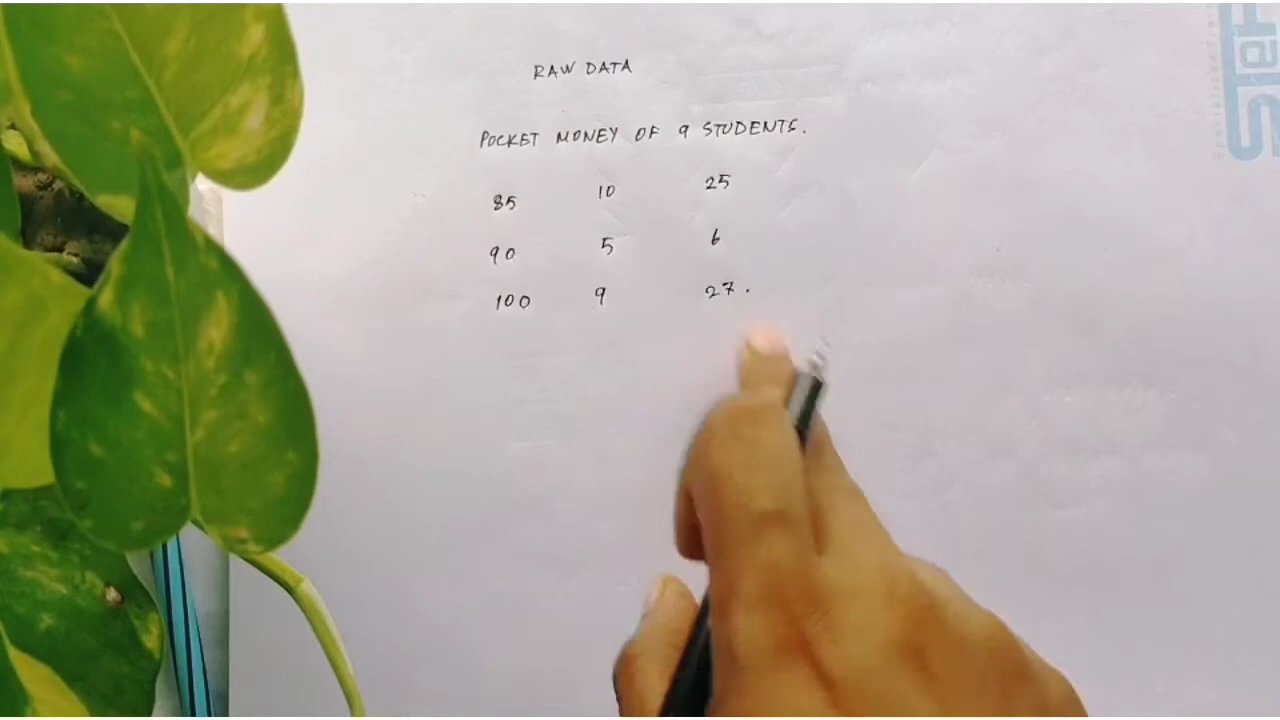 RAW DATA
POCKET MONEY OF 9 STUDENTS.
85 10 25
90 5 6
100 9 27.